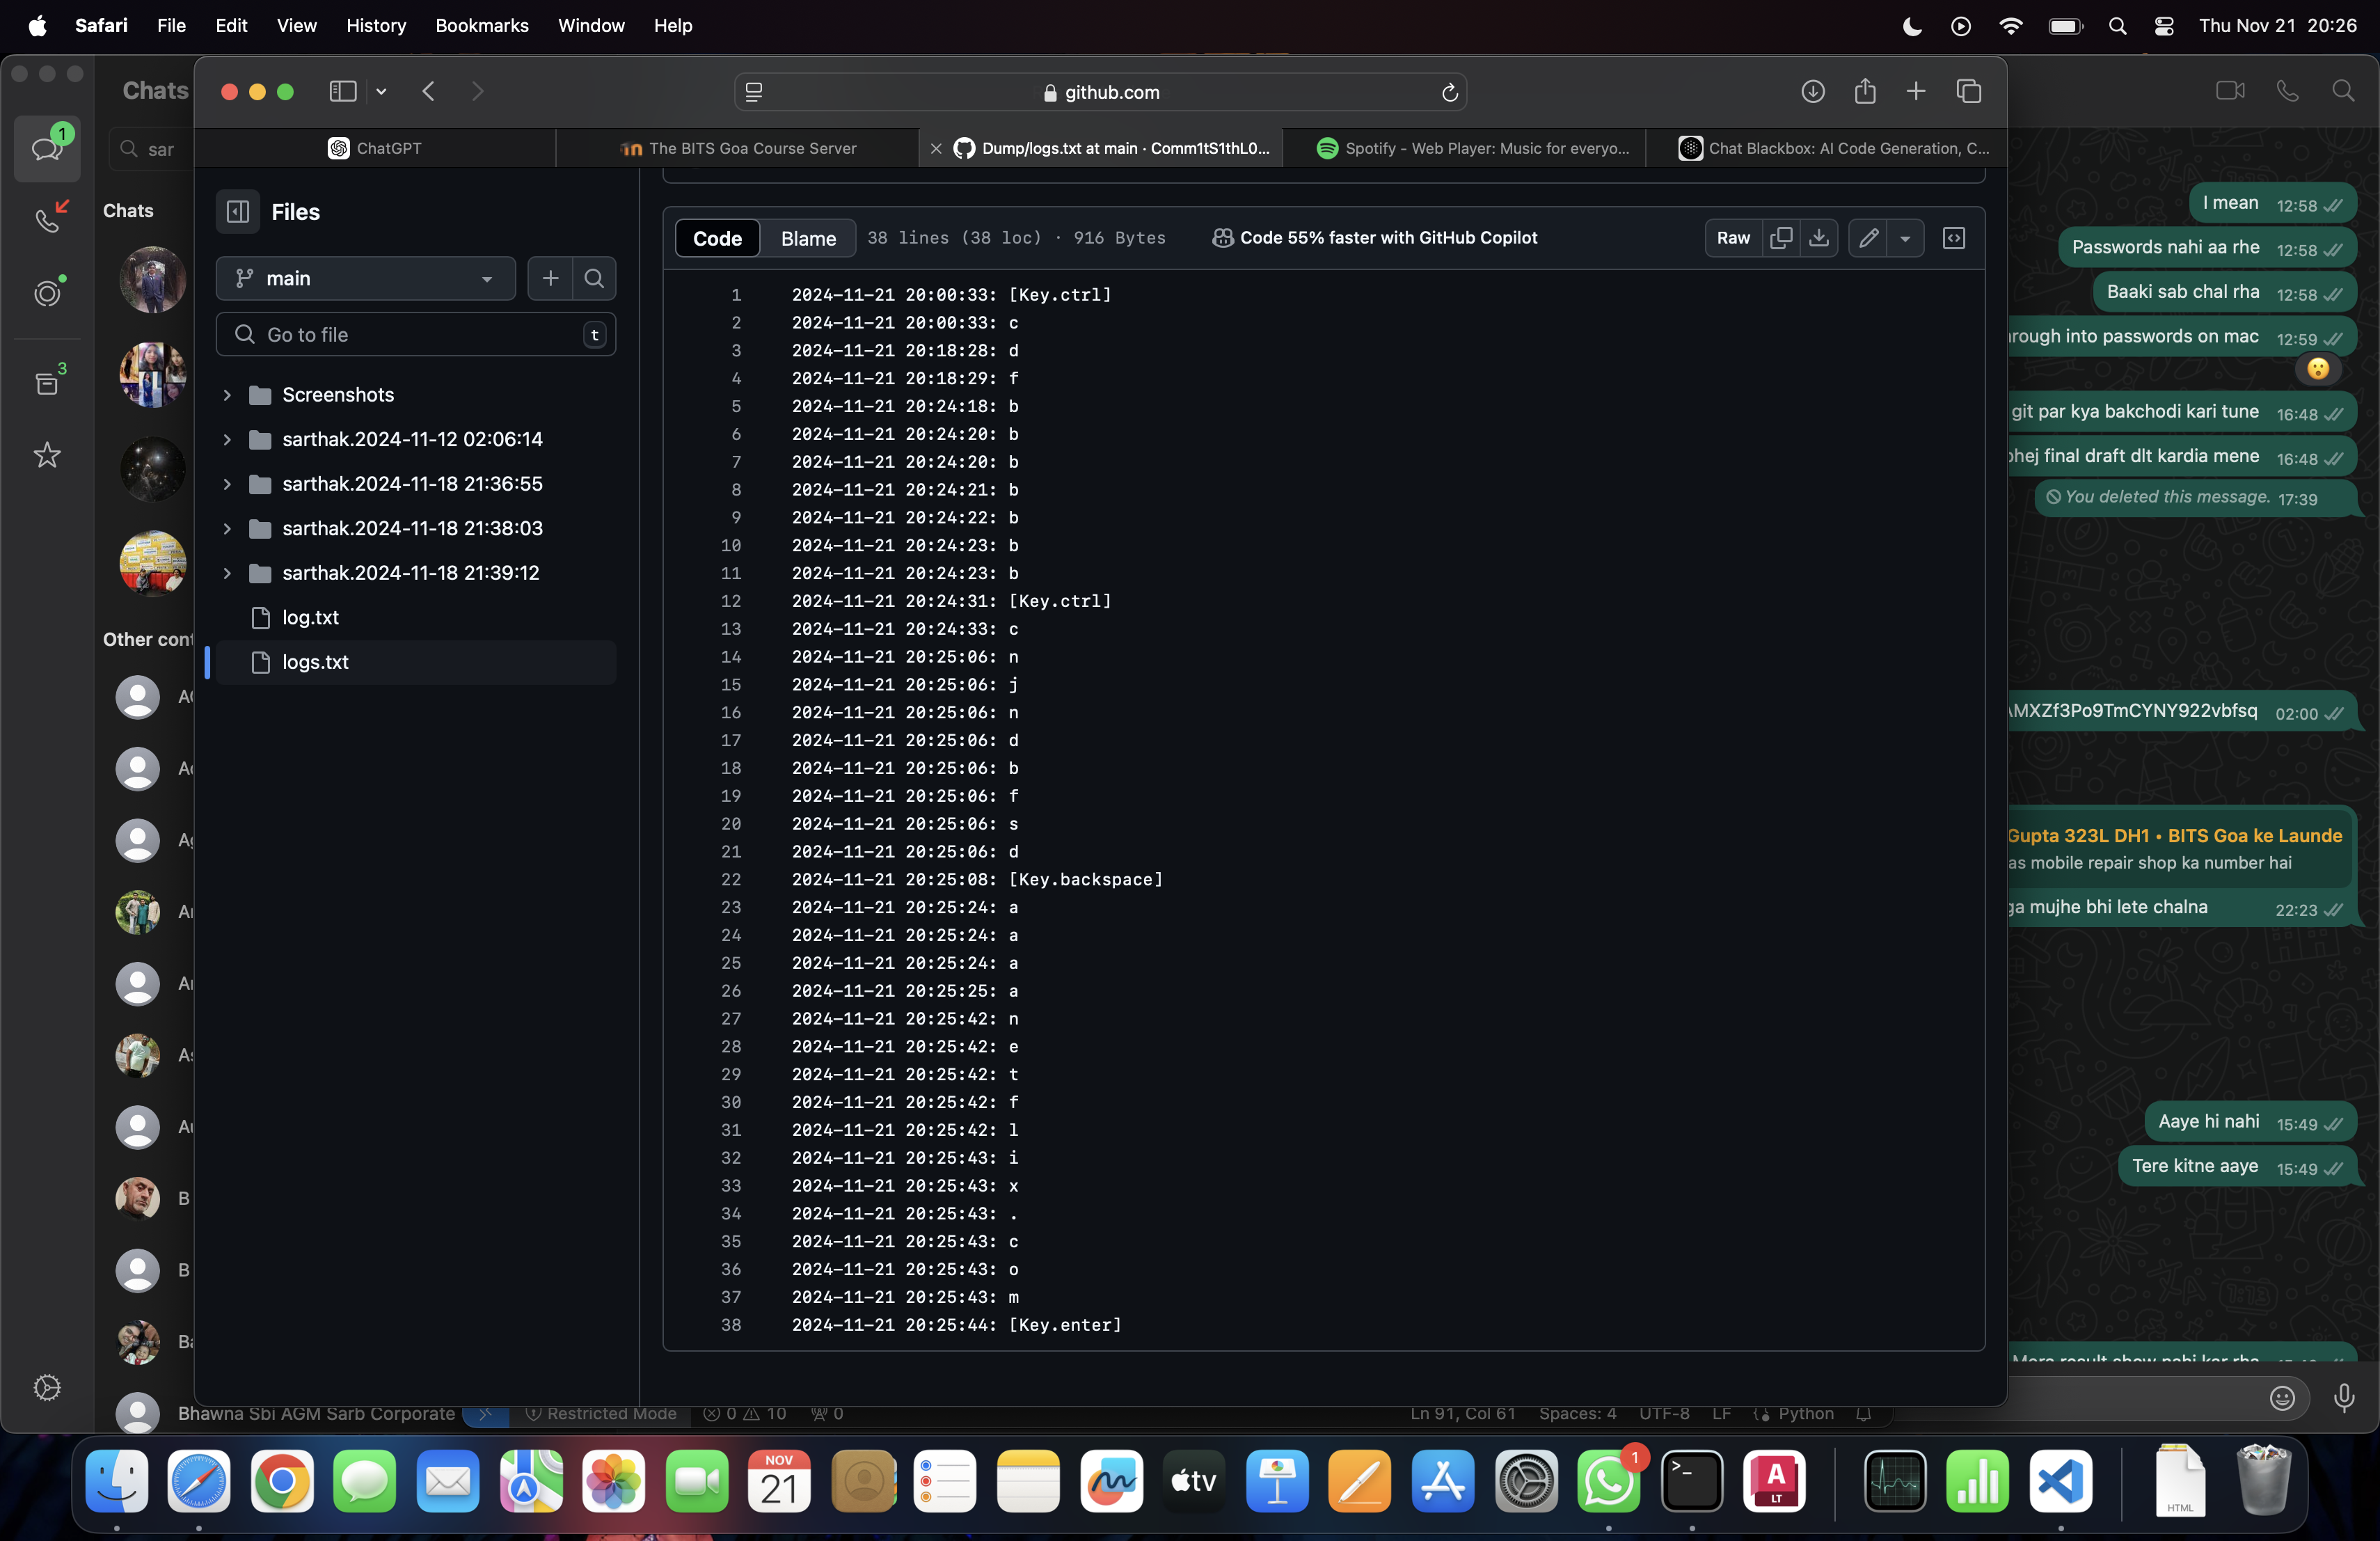 Safari File Edit View History Bookmarks Window Help Thu Nov 21 20:26
Chats
1
sar
3
Chats
Other cont
Bhawna Sbi AGM Sarb Corporate
github.com
ChatGPT
The BITS Goa Course Server
Dump/logs.txt at main · Comm1tS1thL0...
Spotify - Web Player: Music for everyo...
Chat Blackbox: AI Code Generation, C...
Files
main
Go to file t
Screenshots
sarthak.2024-11-12 02:06:14
sarthak.2024-11-18 21:36:55
sarthak.2024-11-18 21:38:03
sarthak.2024-11-18 21:39:12
log.txt
logs.txt
Code Blame 38 lines (38 loc) · 916 Bytes Code 55% faster with GitHub Copilot Raw
1 2024-11-21 20:00:33: [Key.ctrl]
2 2024-11-21 20:00:33: c
3 2024-11-21 20:18:28: d
4 2024-11-21 20:18:29: f
5 2024-11-21 20:24:18: b
6 2024-11-21 20:24:20: b
7 2024-11-21 20:24:20: b
8 2024-11-21 20:24:21: b
9 2024-11-21 20:24:22: b
10 2024-11-21 20:24:23: b
11 2024-11-21 20:24:23: b
12 2024-11-21 20:24:31: [Key.ctrl]
13 2024-11-21 20:24:33: c
14 2024-11-21 20:25:06: n
15 2024-11-21 20:25:06: j
16 2024-11-21 20:25:06: n
17 2024-11-21 20:25:06: d
18 2024-11-21 20:25:06: b
19 2024-11-21 20:25:06: f
20 2024-11-21 20:25:06: s
21 2024-11-21 20:25:06: d
22 2024-11-21 20:25:08: [Key.backspace]
23 2024-11-21 20:25:24: a
24 2024-11-21 20:25:24: a
25 2024-11-21 20:25:24: a
26 2024-11-21 20:25:25: a
27 2024-11-21 20:25:42: n
28 2024-11-21 20:25:42: e
29 2024-11-21 20:25:42: t
30 2024-11-21 20:25:42: f
31 2024-11-21 20:25:42: l
32 2024-11-21 20:25:43: i
33 2024-11-21 20:25:43: x
34 2024-11-21 20:25:43: .
35 2024-11-21 20:25:43: c
36 2024-11-21 20:25:43: o
37 2024-11-21 20:25:43: m
38 2024-11-21 20:25:44: [Key.enter]
I mean 12:58
Passwords nahi aa rhe 12:58
Baaki sab chal rha 12:58
into passwords on mac 12:59
git par kya bakchodi kari tune 16:48
final draft dlt kardia mene 16:48
You deleted this message. 17:39
MXZf3Po9TmCYNY922vbfsq 02:00
Gupta 323L DH1 • BITS Goa ke Launde
as mobile repair shop ka number hai
mujhe bhi lete chalna 22:23
Aaye hi nahi 15:49
Tere kitne aaye 15:49
Restricted Mode 0 10 0 Ln 91, Col 61 Spaces: 4 UTF-8 LF Python
NOV
21
tv
1
A
LT
HTML